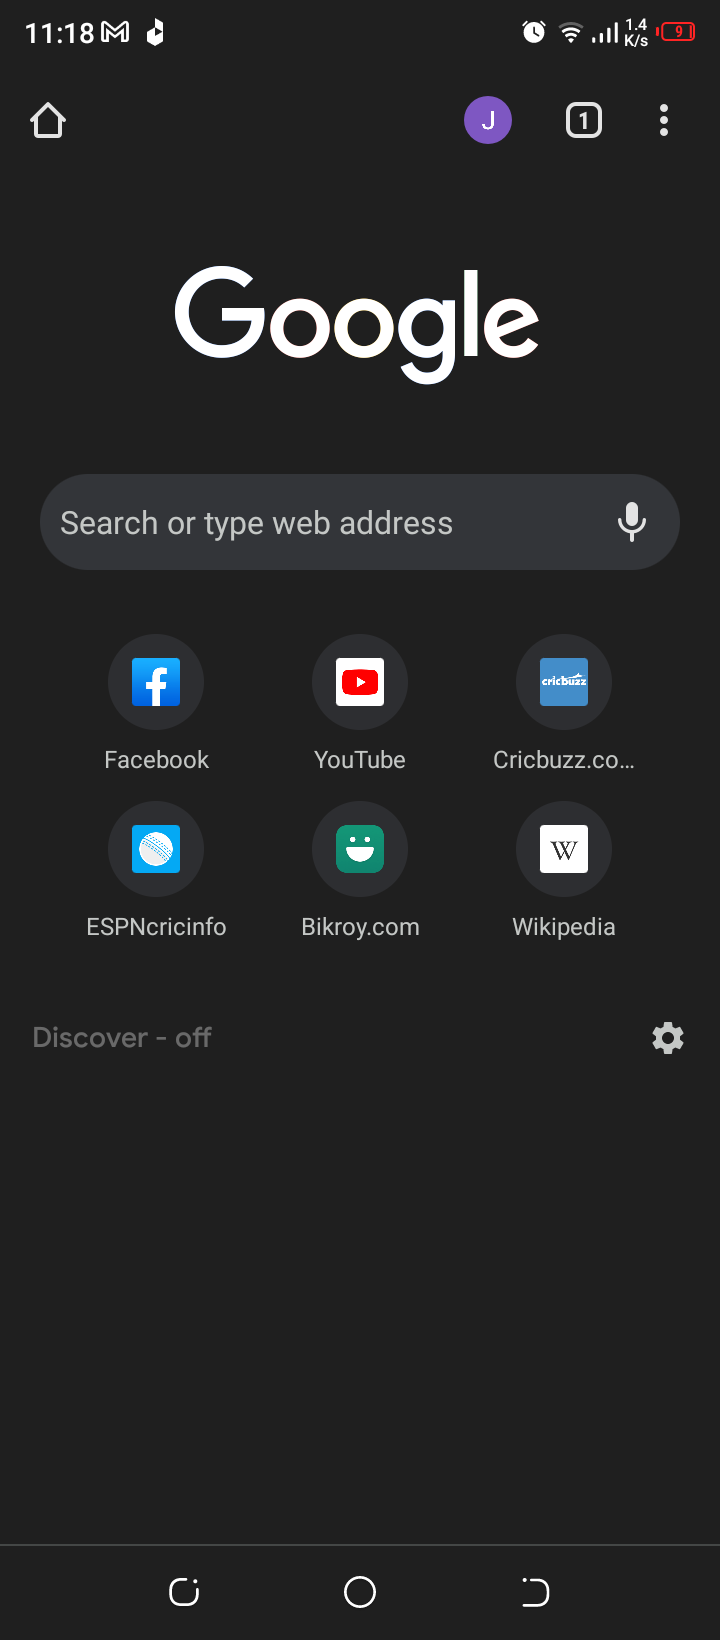 11:18
1.4
K/s
9
J
1
Google
Search or type web address
cricbuzz
Facebook
YouTube
Cricbuzz.co...
W
ESPNcricinfo
Bikroy.com
Wikipedia
Discover - off